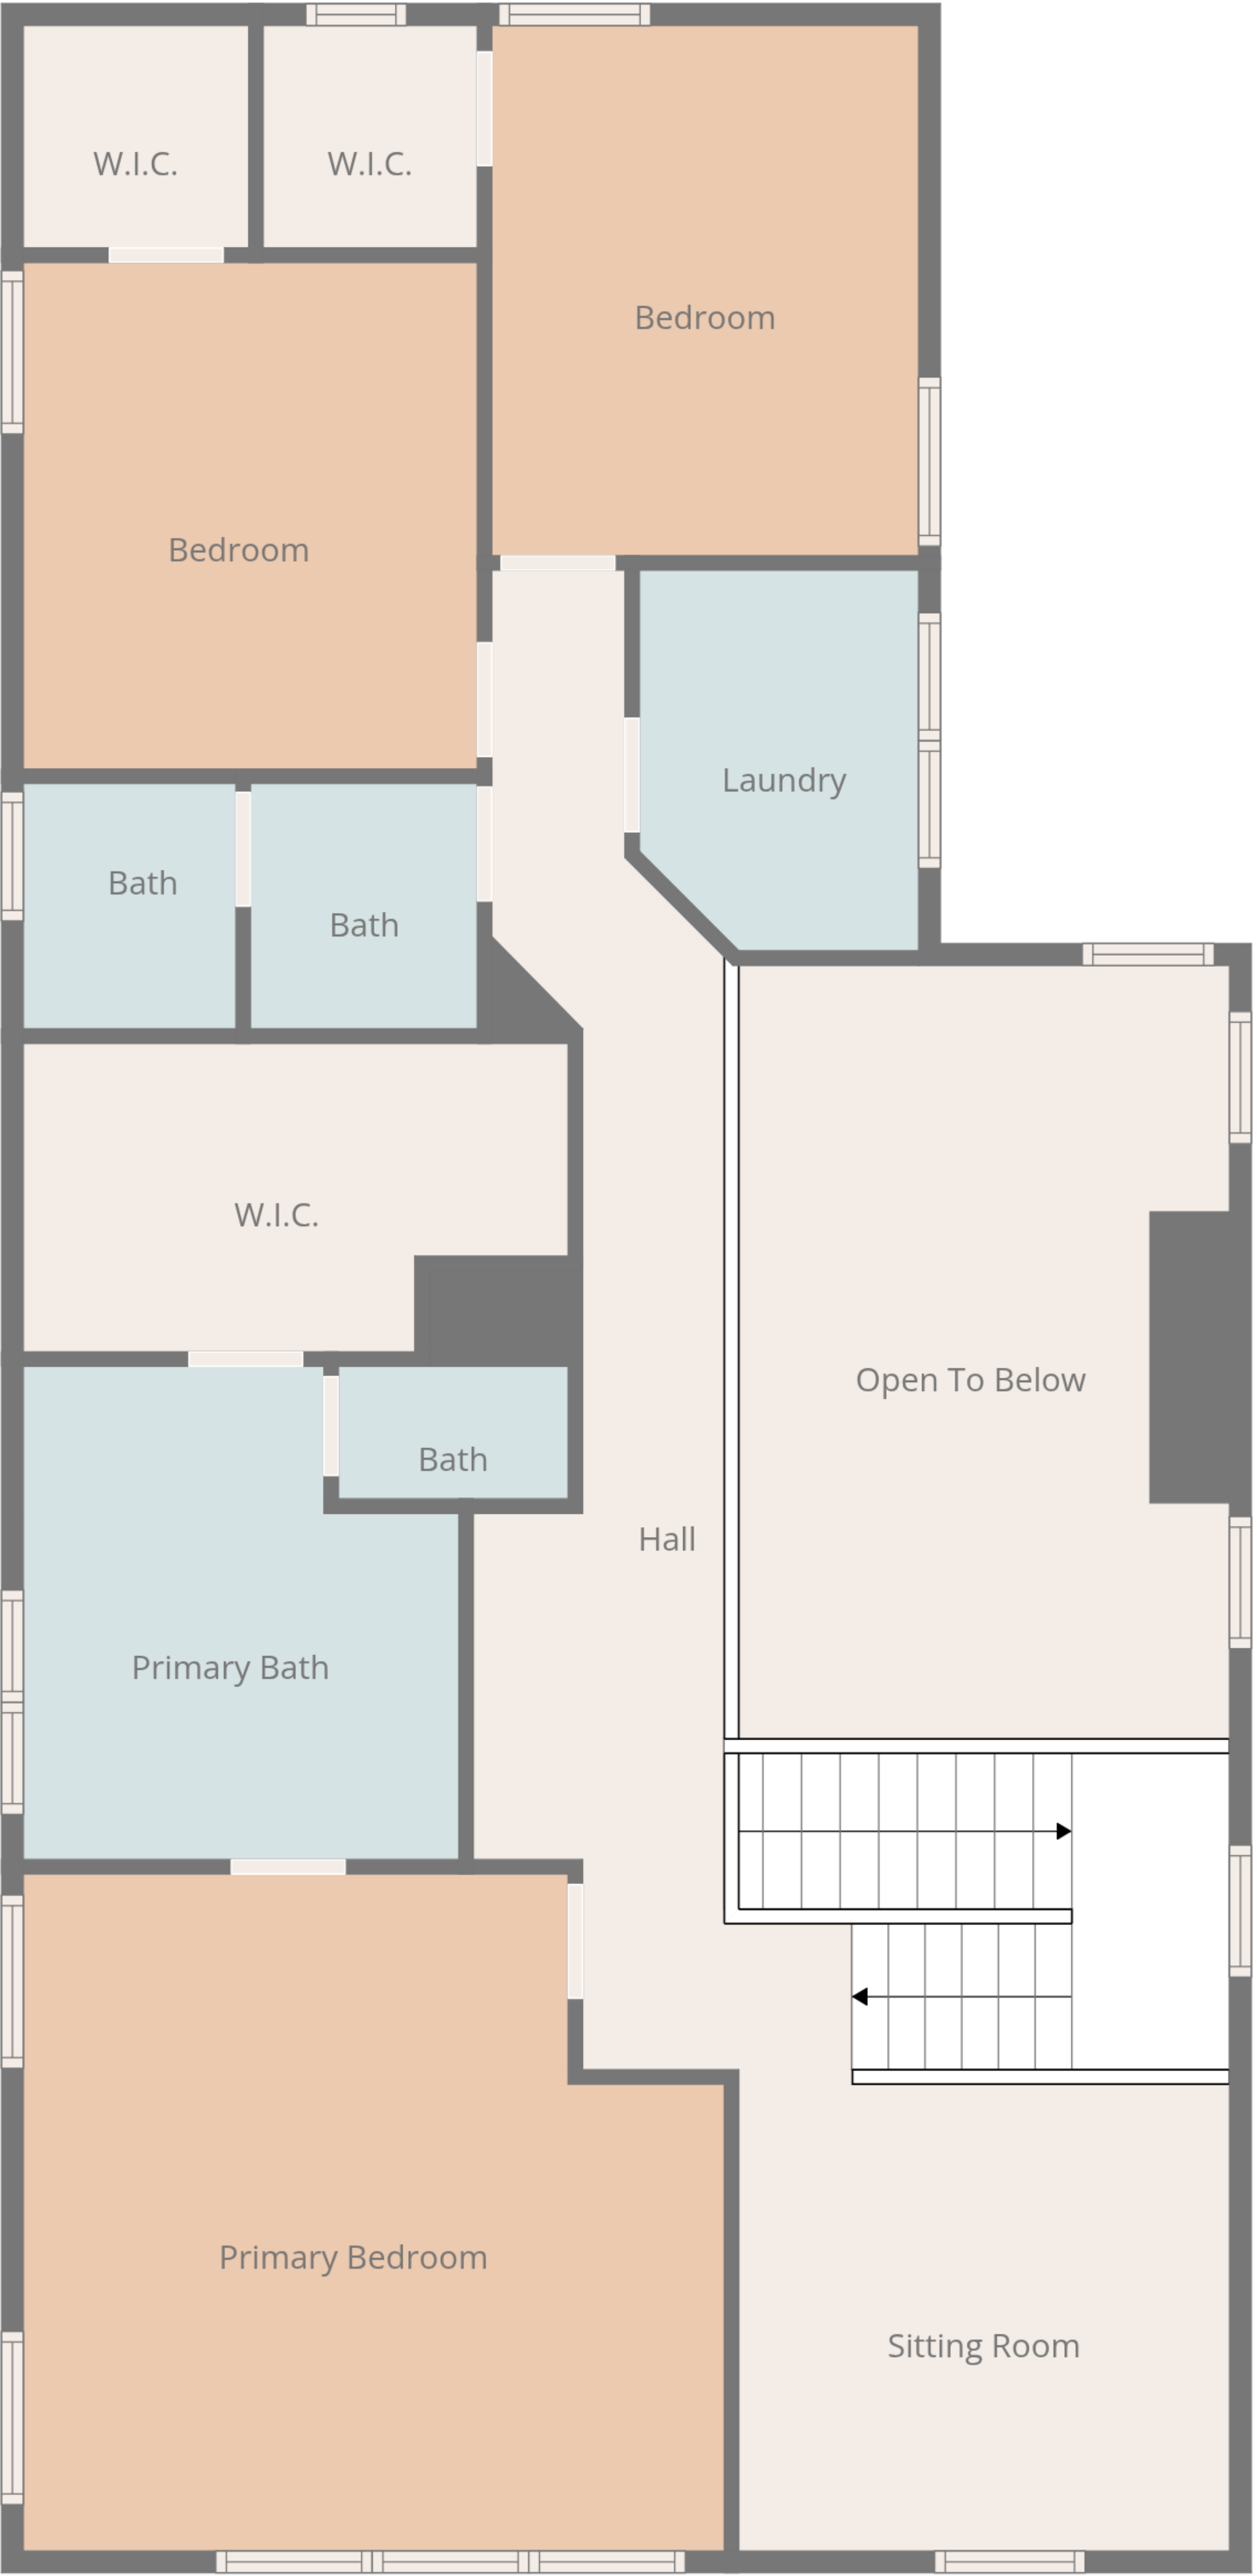 W.I.C.
W.I.C.
Bedroom
Bedroom
Laundry
Bath
Bath
W.I.C.
Open To Below
Bath
Hall
Primary Bath
Primary Bedroom
Sitting Room